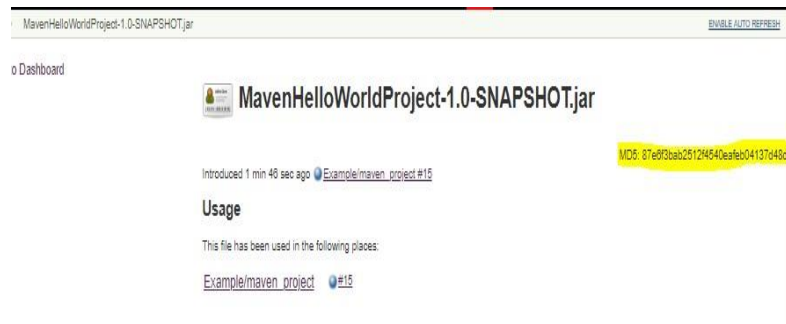 MavenHelloWorldProject-1.0-SNAPSHOT.jar
ENABLE AUTO REFRESH
o Dashboard
MavenHelloWorldProject-1.0-SNAPSHOT.jar
MD5: 87e6f3bab2512f4540eafeb04137d48c
Introduced 1 min 46 sec ago Example/maven_project #15
Usage
This file has been used in the following places:
Example/maven_project #15